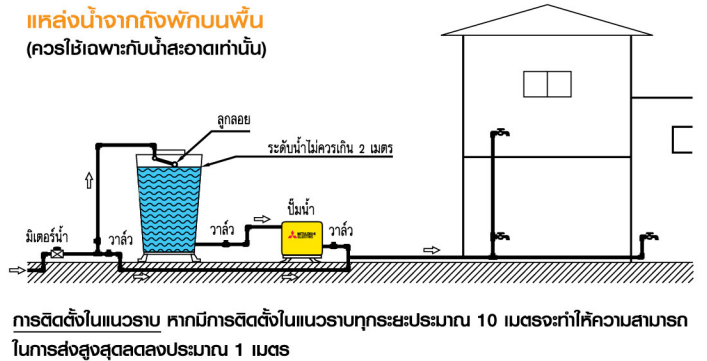 แหล่งน้ำจากถังพักบนพื้น
(ควรใช้เฉพาะกับน้ำสะอาดเท่านั้น)
ลูกลอย
ระดับน้ำไม่ควรเกิน 2 เมตร
มิเตอร์น้ำ
วาล์ว
วาล์ว
ปั๊มน้ำ
MITSUBISHI
ELECTRIC
วาล์ว
การติดตั้งในแนวราบ หากมีการติดตั้งในแนวราบทุกระยะประมาณ 10 เมตรจะทำให้ความสามารถ
ในการส่งสูงสุดลดลงประมาณ 1 เมตร